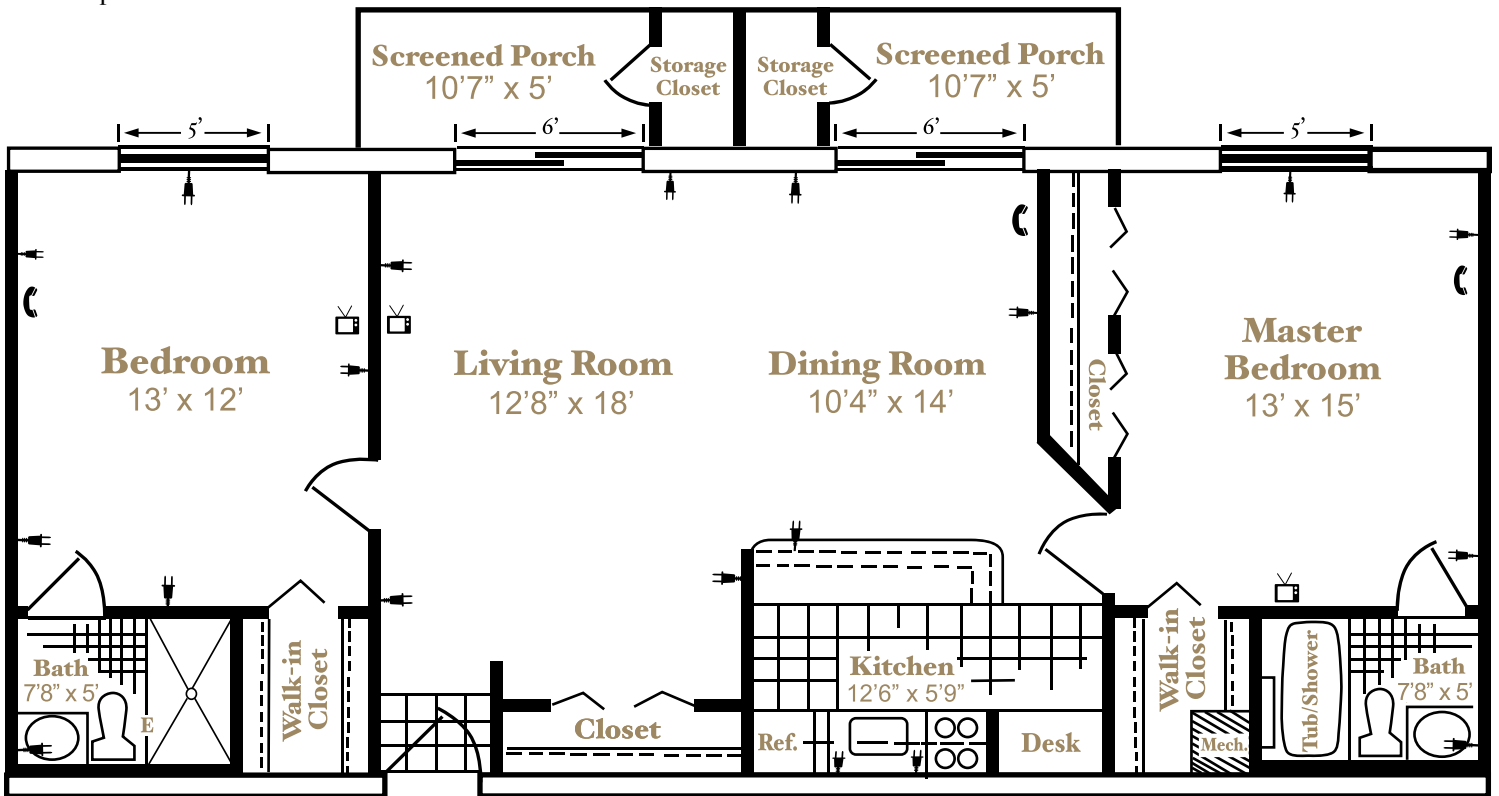 Screened Porch
10’7” x 5’
Storage
Closet
Storage
Closet
Screened Porch
10’7” x 5’
5’
6’
6’
5’
Bedroom
13’ x 12’
Living Room
12’8” x 18’
Dining Room
10’4” x 14’
Closet
Master
Bedroom
13’ x 15’
Bath
7’8” x 5’
E
Walk-in
Closet
Closet
Kitchen
12’6” x 5’9”
Ref.
Desk
Walk-in
Closet
Mech.
Tub/Shower
Bath
7’8” x 5’